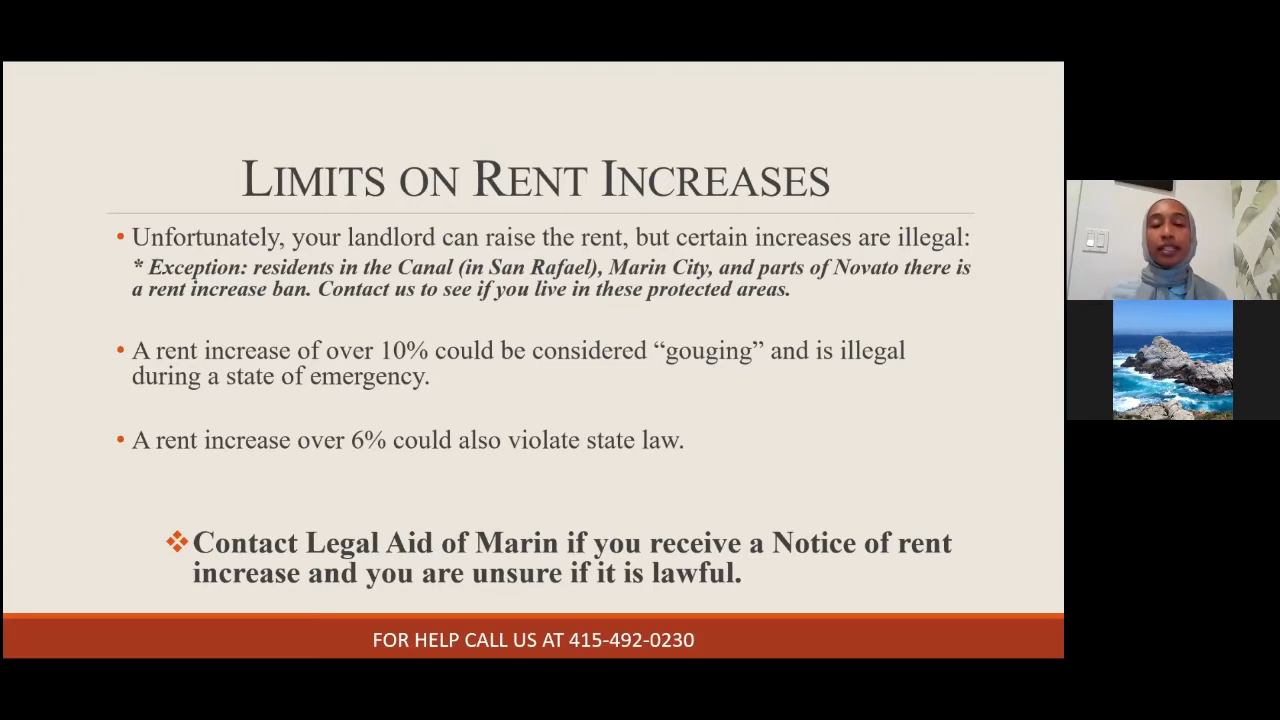 LIMITS ON RENT INCREASES
• Unfortunately, your landlord can raise the rent, but certain increases are illegal:
* Exception: residents in the Canal (in San Rafael), Marin City, and parts of Novato there is
a rent increase ban. Contact us to see if you live in these protected areas.
• A rent increase of over 10% could be considered “gouging” and is illegal
during a state of emergency.
• A rent increase over 6% could also violate state law.
❖ Contact Legal Aid of Marin if you receive a Notice of rent
increase and you are unsure if it is lawful.
FOR HELP CALL US AT 415-492-0230